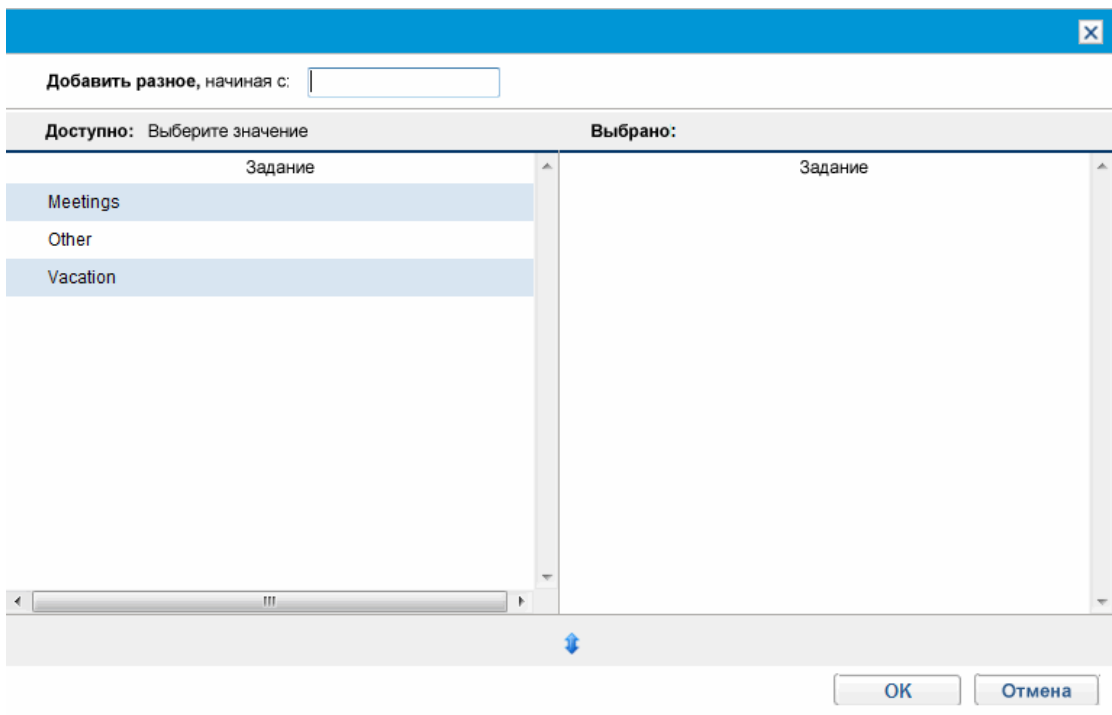 Добавить разное, начиная с:
Доступно: Выберите значение Выбрано:
Задание Задание
Meetings
Other
Vacation
OK Отмена